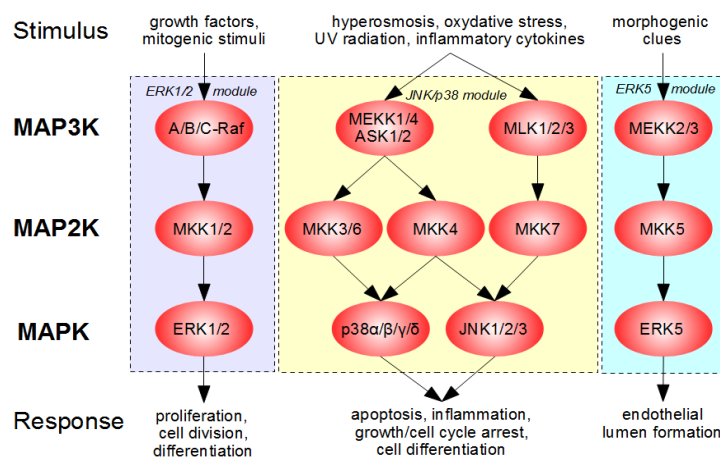 Stimulus
growth factors,
mitogenic stimuli
hyperosmosis, oxydative stress,
UV radiation, inflammatory cytokines
morphogenic
clues
ERK1/2 module
JNK/p38 module
ERK5 module
MAP3K
A/B/C-Raf
MEKK1/4
ASK1/2
MLK1/2/3
MEKK2/3
MAP2K
MKK1/2
MKK3/6
MKK4
MKK7
MKK5
MAPK
ERK1/2
p38α/β/γ/δ
JNK1/2/3
ERK5
Response
proliferation,
cell division,
differentiation
apoptosis, inflammation,
growth/cell cycle arrest,
cell differentiation
endothelial
lumen formation